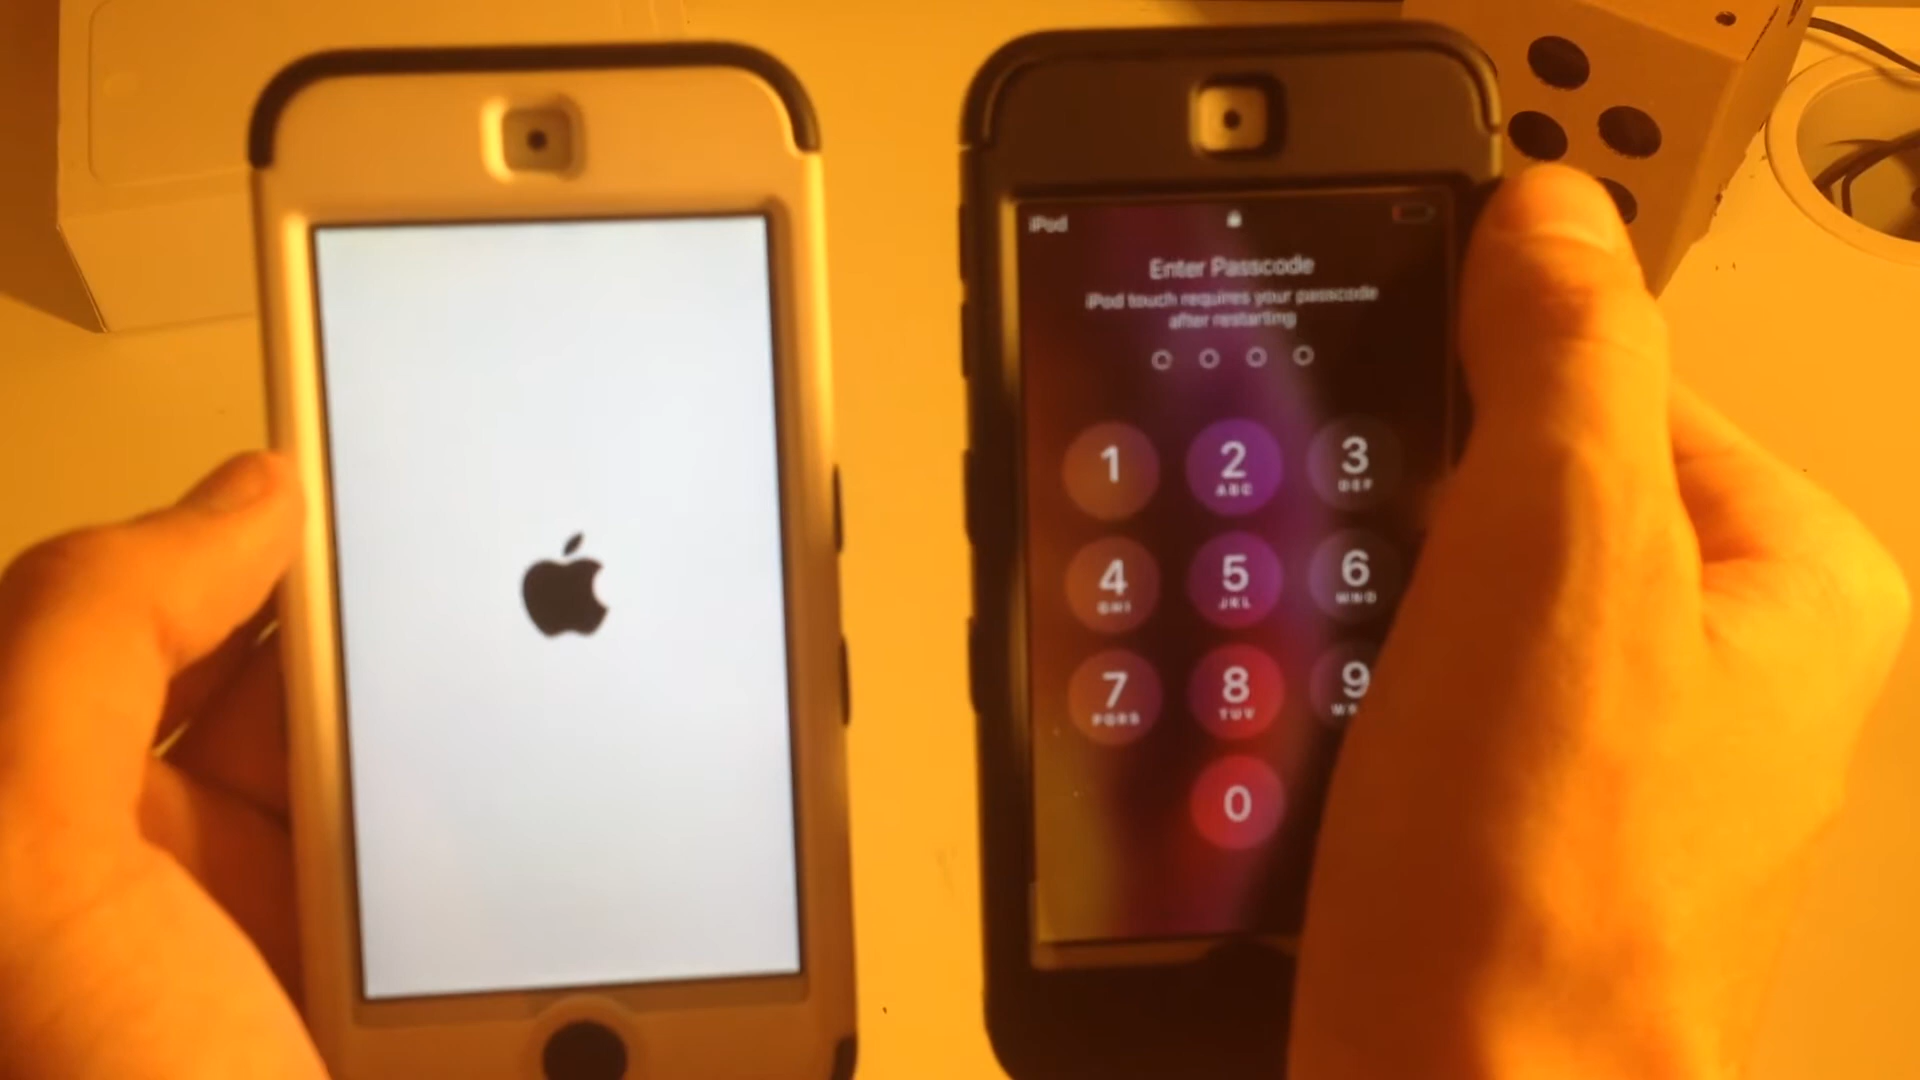 iPod
Enter Passcode
iPod touch requires your passcode
after restarting
1 2 3
ABC DEF
4 5 6
GHI JKL MNO
7 8 9
PQRS TUV
0